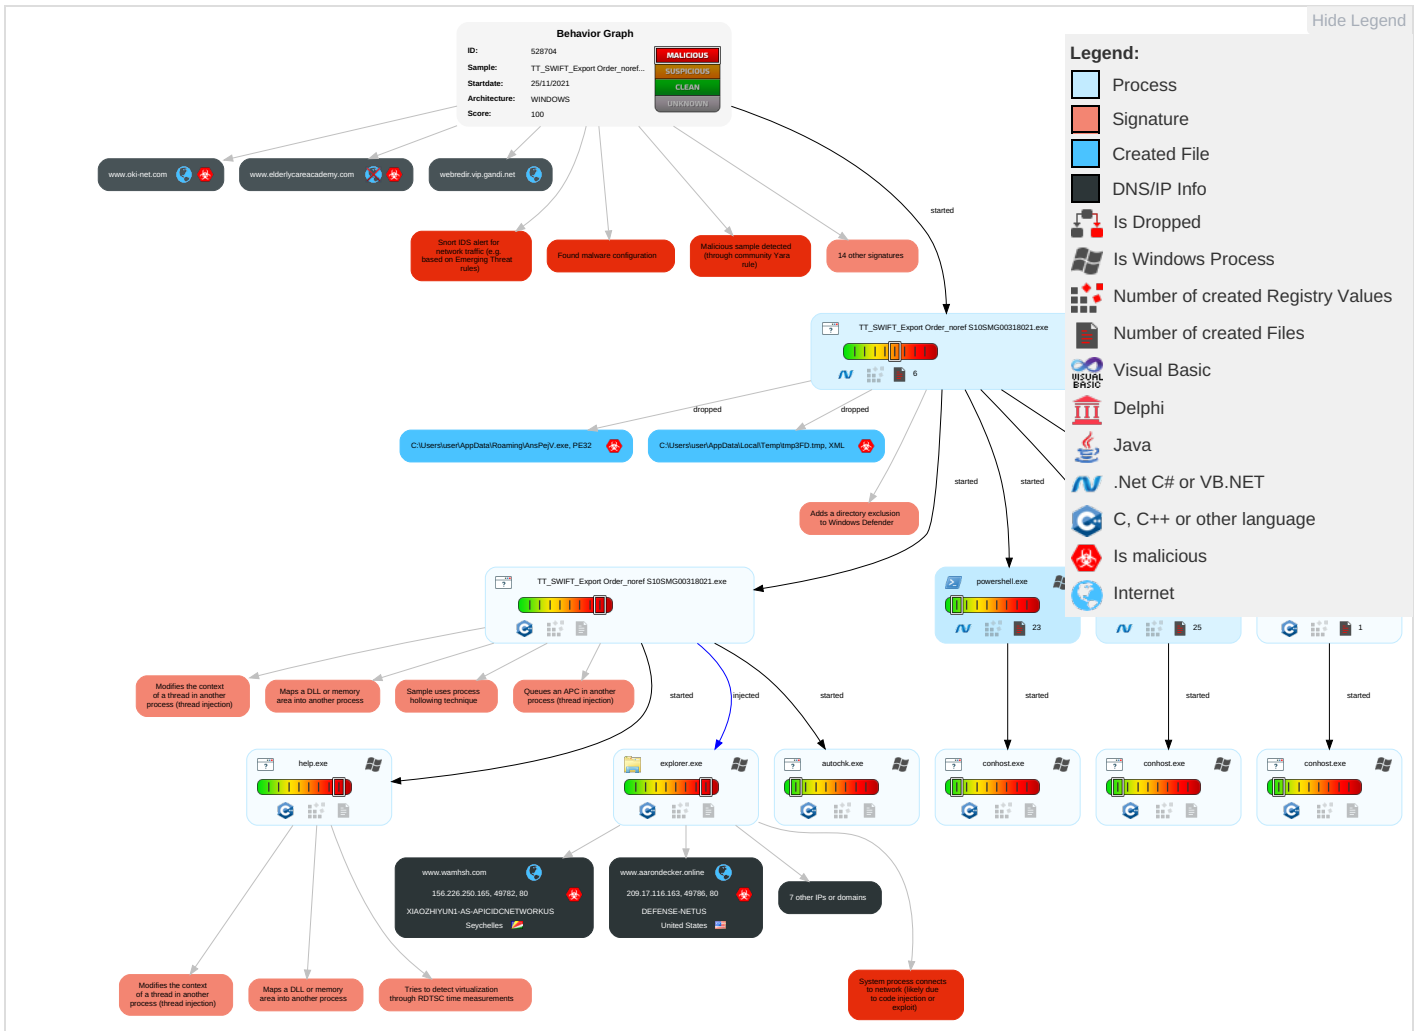 Hide Legend
Behavior Graph
ID: 528704
Sample: TT_SWIFT_Export Order_noref...
Startdate: 25/11/2021
Architecture: WINDOWS
Score: 100
MALICIOUS
SUSPICIOUS
CLEAN
UNKNOWN
Legend:
Process
Signature
Created File
DNS/IP Info
Is Dropped
Is Windows Process
Number of created Registry Values
Number of created Files
VISUAL
BASIC
Visual Basic
Delphi
Java
.Net C# or VB.NET
C, C++ or other language
Is malicious
Internet
www.oki-net.com
www.elderlycareacademy.com
webredir.vip.gandi.net
started
Snort IDS alert for
network traffic (e.g.
based on Emerging Threat
rules)
Found malware configuration
Malicious sample detected
(through community Yara
rule)
14 other signatures
TT_SWIFT_Export Order_noref S10SMG00318021.exe
6
dropped
dropped
C:\Users\user\AppData\Roaming\AnsPejV.exe, PE32
C:\Users\user\AppData\Local\Temp\tmp3FD.tmp, XML
started
started
Adds a directory exclusion
to Windows Defender
TT_SWIFT_Export Order_noref S10SMG00318021.exe
powershell.exe
23
25
1
Modifies the context
of a thread in another
process (thread injection)
Maps a DLL or memory
area into another process
Sample uses process
hollowing technique
Queues an APC in another
process (thread injection)
started
injected
started
started
started
started
help.exe
explorer.exe
autochk.exe
conhost.exe
conhost.exe
conhost.exe
www.wamhsh.com
156.226.250.165, 49782, 80
XIAOZHIYUN1-AS-APICIDCNETWORKUS
Seychelles
www.aarondecker.online
209.17.116.163, 49786, 80
DEFENSE-NETUS
United States
7 other IPs or domains
Modifies the context
of a thread in another
process (thread injection)
Maps a DLL or memory
area into another process
Tries to detect virtualization
through RDTSC time measurements
System process connects
to network (likely due
to code injection or
exploit)